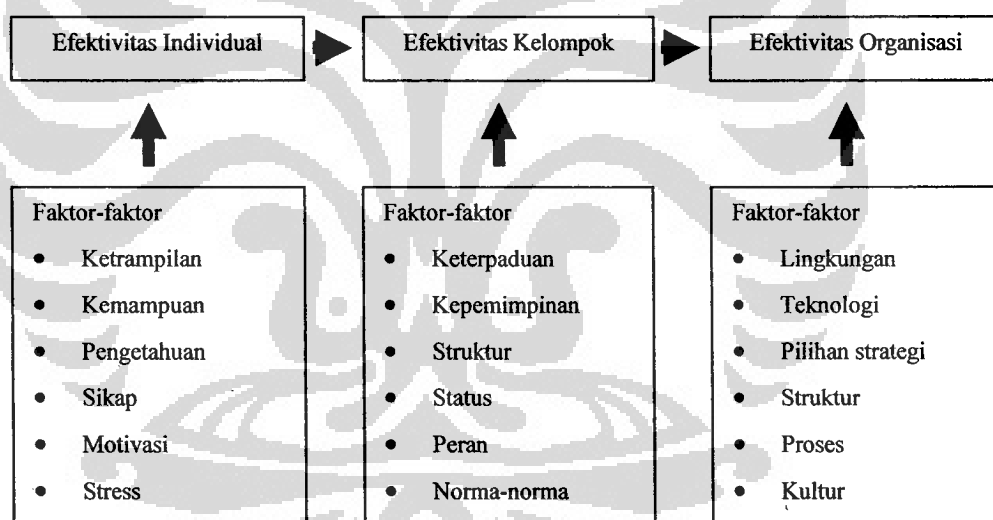 Efektivitas Individual
Efektivitas Kelompok
Efektivitas Organisasi
Faktor-faktor
• Ketrampilan
• Kemampuan
• Pengetahuan
• Sikap
• Motivasi
• Stress
Faktor-faktor
• Keterpaduan
• Kepemimpinan
• Struktur
• Status
• Peran
• Norma-norma
Faktor-faktor
• Lingkungan
• Teknologi
• Pilihan strategi
• Struktur
• Proses
• Kultur